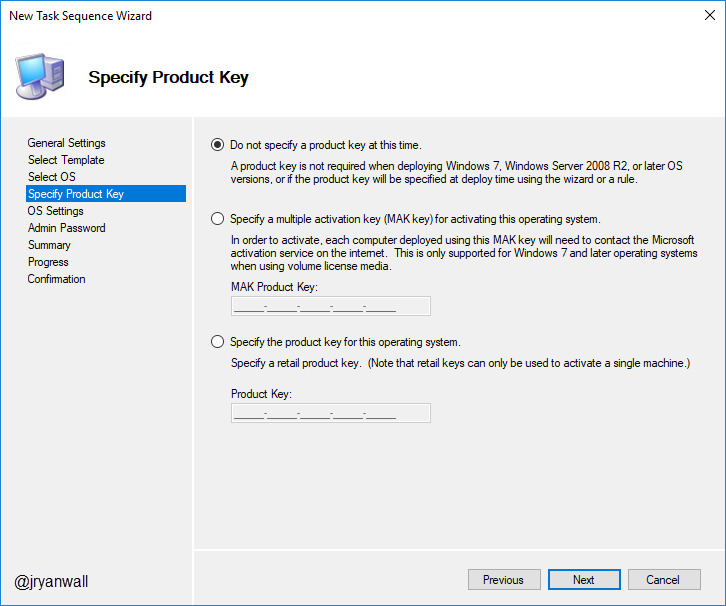 New Task Sequence Wizard
Specify Product Key
General Settings
Select Template
Select OS
Specify Product Key
OS Settings
Admin Password
Summary
Progress
Confirmation
Do not specify a product key at this time.
A product key is not required when deploying Windows 7, Windows Server 2008 R2, or later OS
versions, or if the product key will be specified at deploy time using the wizard or a rule.
Specify a multiple activation key (MAK key) for activating this operating system.
In order to activate, each computer deployed using this MAK key will need to contact the Microsoft
activation service on the internet.  This is only supported for Windows 7 and later operating systems
when using volume license media.
MAK Product Key:
_____-_____-_____-_____-_____
Specify the product key for this operating system.
Specify a retail product key.  (Note that retail keys can only be used to activate a single machine.)
Product Key:
_____-_____-_____-_____-_____
@jryanwall
Previous
Next
Cancel